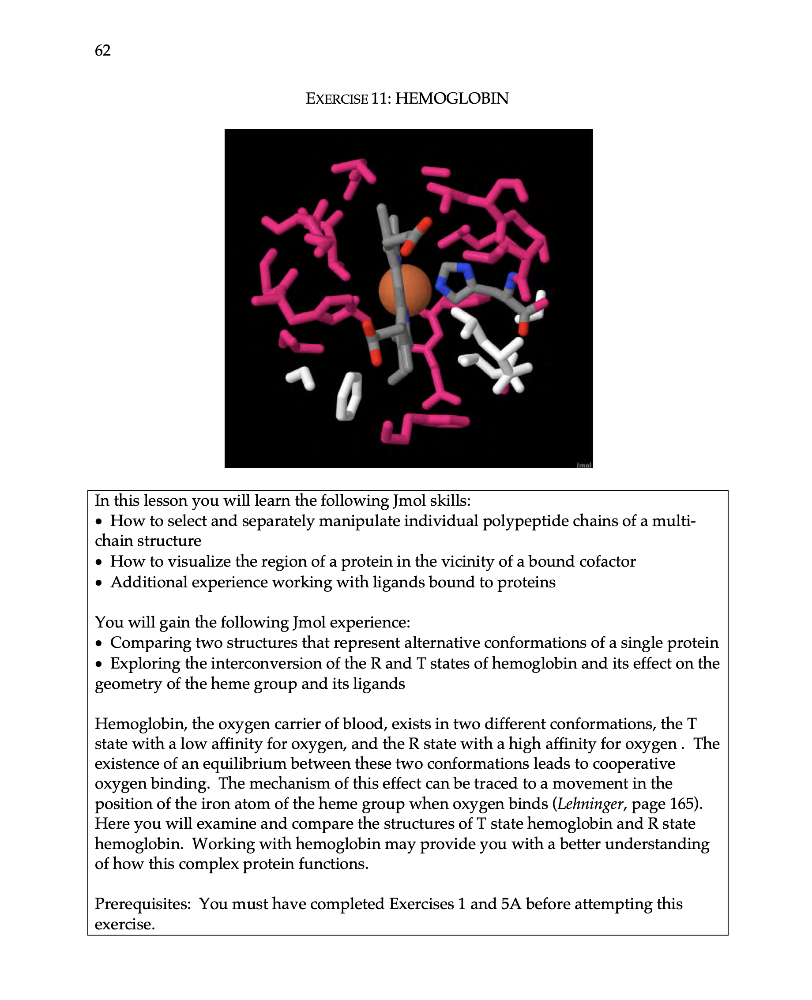 62
EXERCISE 11: HEMOGLOBIN
Jmol
In this lesson you will learn the following Jmol skills:
• How to select and separately manipulate individual polypeptide chains of a multi-
chain structure
• How to visualize the region of a protein in the vicinity of a bound cofactor
• Additional experience working with ligands bound to proteins
You will gain the following Jmol experience:
• Comparing two structures that represent alternative conformations of a single protein
• Exploring the interconversion of the R and T states of hemoglobin and its effect on the
geometry of the heme group and its ligands
Hemoglobin, the oxygen carrier of blood, exists in two different conformations, the T
state with a low affinity for oxygen, and the R state with a high affinity for oxygen . The
existence of an equilibrium between these two conformations leads to cooperative
oxygen binding. The mechanism of this effect can be traced to a movement in the
position of the iron atom of the heme group when oxygen binds (Lehninger, page 165).
Here you will examine and compare the structures of T state hemoglobin and R state
hemoglobin. Working with hemoglobin may provide you with a better understanding
of how this complex protein functions.
Prerequisites: You must have completed Exercises 1 and 5A before attempting this
exercise.